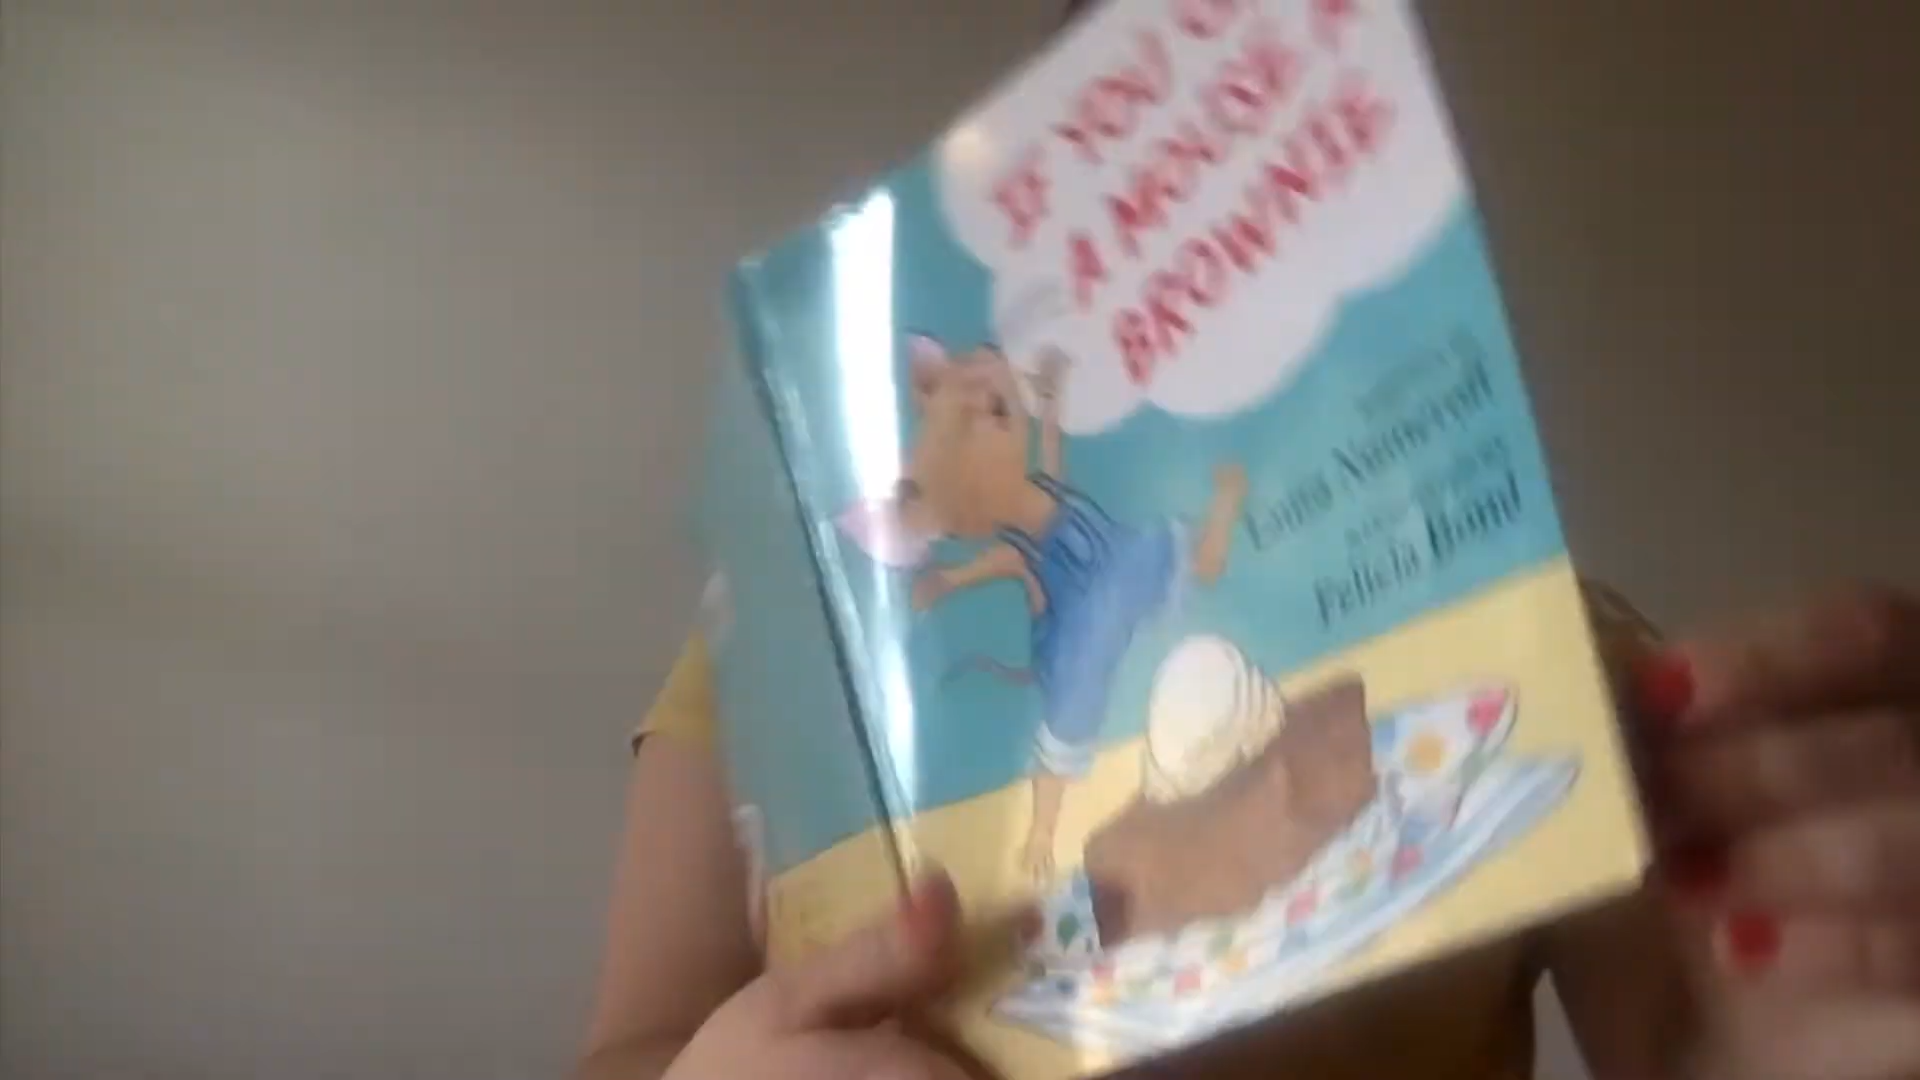 IF YOU
A MOUSE A
BROWNIE
Laura Numeroff
Felicia Bond